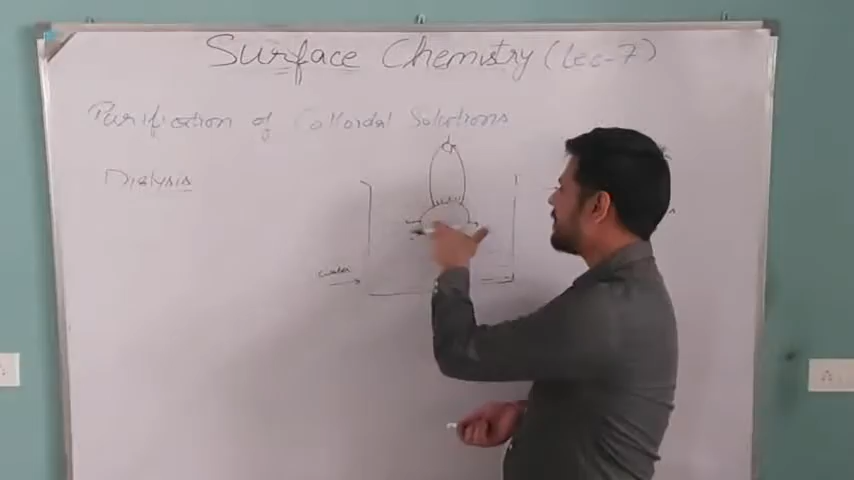 Surface Chemistry (Lec-7)
Purification of Colloidal Solutions
Dialysis
water